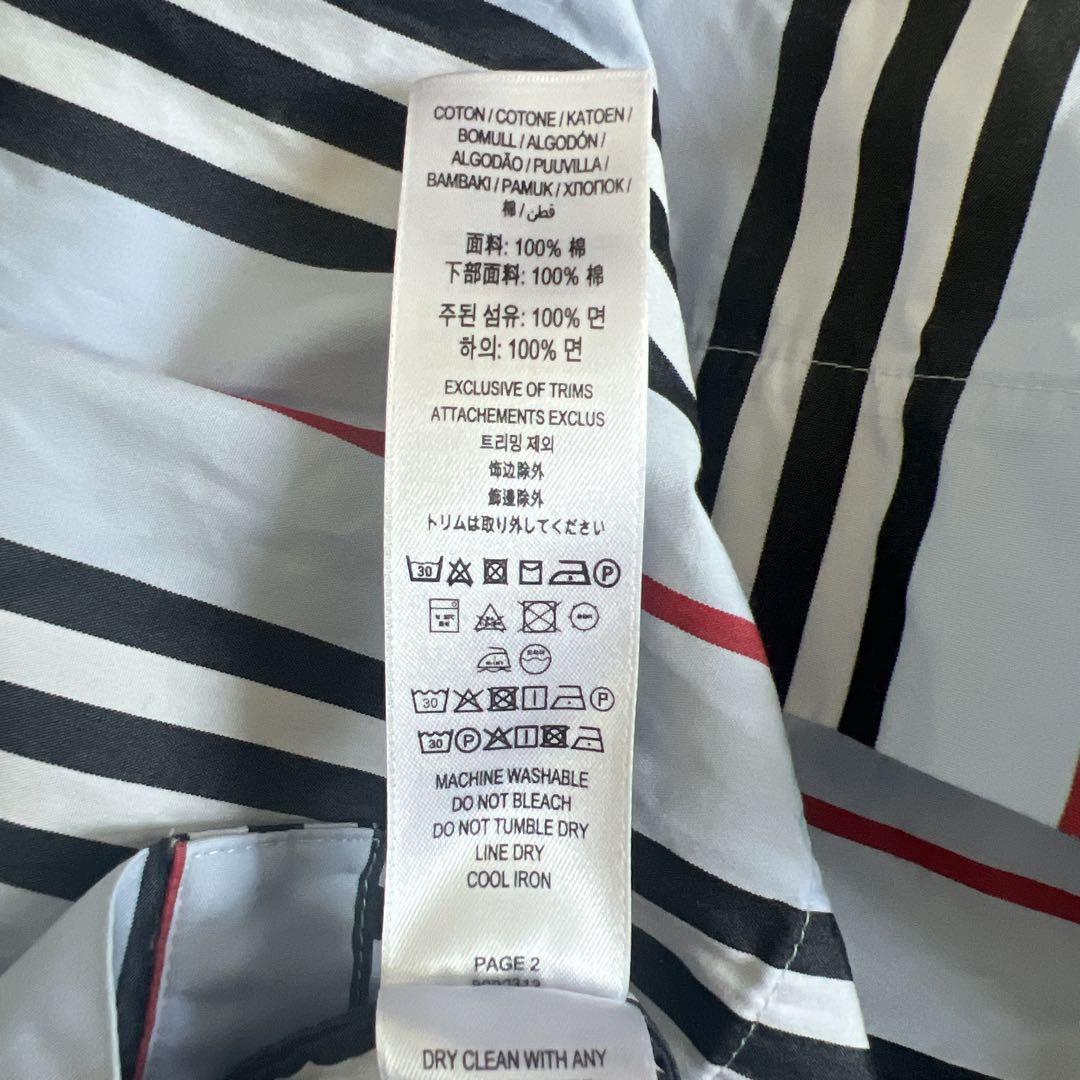 COTON / COTONE / KATOEN /
BOMULL / ALGODÓN /
ALGODÃO / PUUVILLA /
BAMBAKI / PAMUK / ХЛОПОК /
棉 / قطن
面料: 100% 棉
下部面料: 100% 棉
주된 섬유: 100% 면
하의: 100% 면
EXCLUSIVE OF TRIMS
ATTACHEMENTS EXCLUS
트리밍 제외
饰边除外
飾邊除外
トリムは取り外してください
30 P
30 P
30 P
MACHINE WASHABLE
DO NOT BLEACH
DO NOT TUMBLE DRY
LINE DRY
COOL IRON
PAGE 2
DRY CLEAN WITH ANY